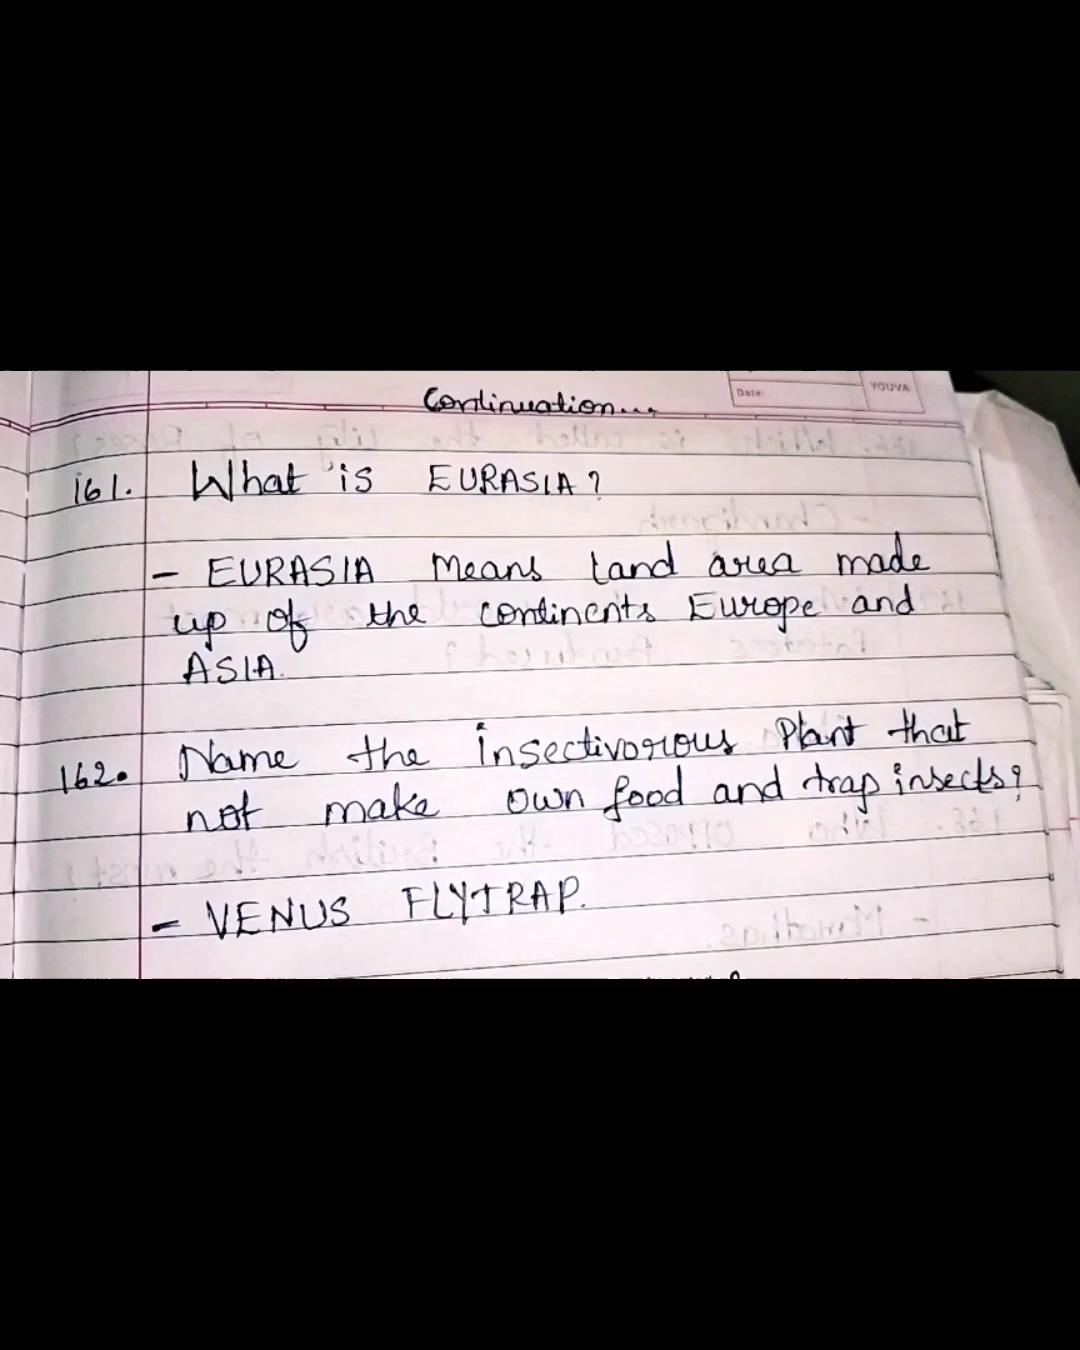 Continuation...
Date:
YOUVA
161. What is EURASIA?
- EURASIA means land area made
up of the continents Europe and
ASIA.
162. Name the insectivorous Plant that
not make own food and trap insects?
- VENUS FLYTRAP.